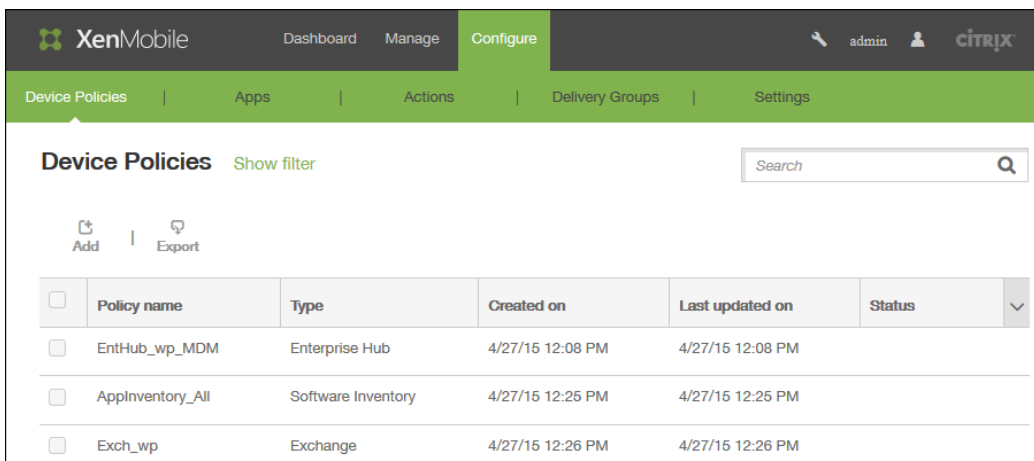 XenMobile Dashboard Manage Configure admin CITRIX
Device Policies | Apps | Actions | Delivery Groups | Settings
Device Policies Show filter Search
Add | Export
Policy name Type Created on Last updated on Status
EntHub_wp_MDM Enterprise Hub 4/27/15 12:08 PM 4/27/15 12:08 PM
AppInventory_All Software Inventory 4/27/15 12:25 PM 4/27/15 12:25 PM
Exch_wp Exchange 4/27/15 12:26 PM 4/27/15 12:26 PM